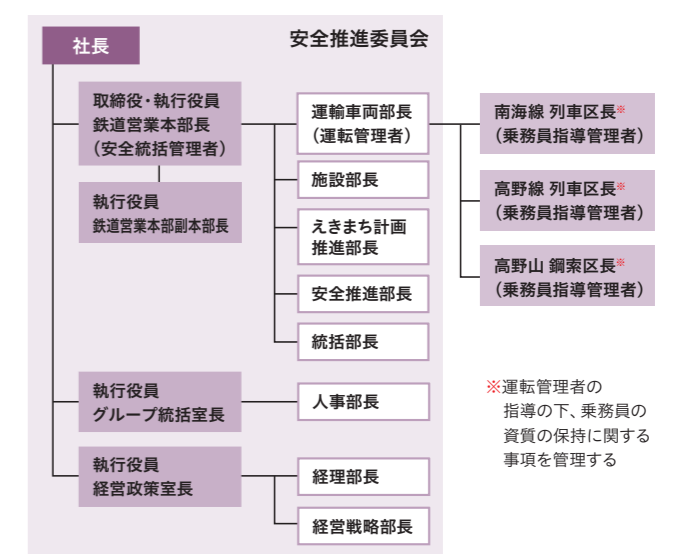 社長
安全推進委員会
取締役・執行役員
鉄道営業本部長
（安全統括管理者）
執行役員
鉄道営業本部副本部長
運輸車両部長
（運転管理者）
施設部長
えきまち計画
推進部長
安全推進部長
統括部長
南海線 列車区長※
（乗務員指導管理者）
高野線 列車区長※
（乗務員指導管理者）
高野山 鋼索区長※
（乗務員指導管理者）
執行役員
グループ統括室長
人事部長
執行役員
経営政策室長
経理部長
経営戦略部長
※運転管理者の
指導の下、乗務員の
資質の保持に関する
事項を管理する